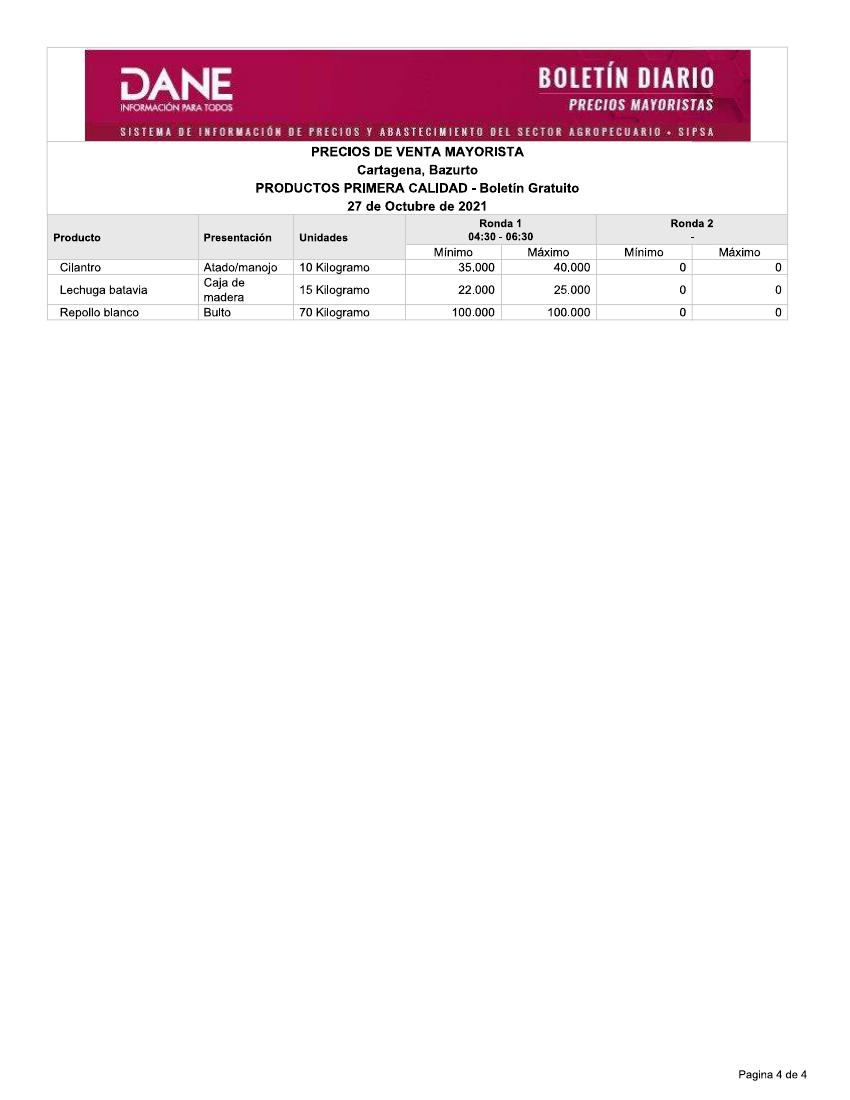 DANE
INFORMACIÓN PARA TODOS
BOLETÍN DIARIO
PRECIOS MAYORISTAS
SISTEMA DE INFORMACIÓN DE PRECIOS Y ABASTECIMIENTO DEL SECTOR AGROPECUARIO • SIPSA
PRECIOS DE VENTA MAYORISTA
Cartagena, Bazurto
PRODUCTOS PRIMERA CALIDAD - Boletín Gratuito
27 de Octubre de 2021
Producto Presentación Unidades Ronda 1 Ronda 2
04:30 - 06:30 -
Mínimo Máximo Mínimo Máximo
Cilantro Atado/manojo 10 Kilogramo 35.000 40.000 0 0
Lechuga batavia Caja de madera 15 Kilogramo 22.000 25.000 0 0
Repollo blanco Bulto 70 Kilogramo 100.000 100.000 0 0
Pagina 4 de 4